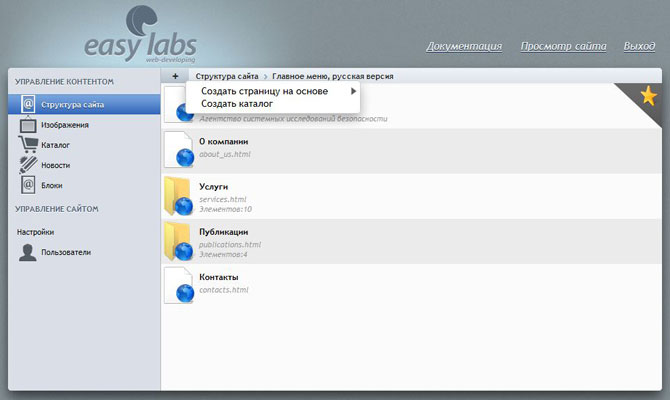 easy labs
web-developing
Документация Просмотр сайта Выход
УПРАВЛЕНИЕ КОНТЕНТОМ
Структура сайта
Изображения
Каталог
Новости
Блоки
УПРАВЛЕНИЕ САЙТОМ
Настройки
Пользователи
+ Структура сайта > Главное меню, русская версия
Создать страницу на основе
Создать каталог
Агентство системных исследований безопасности
О компании
about_us.html
Услуги
services.html
Элементов:10
Публикации
publications.html
Элементов:4
Контакты
contacts.html